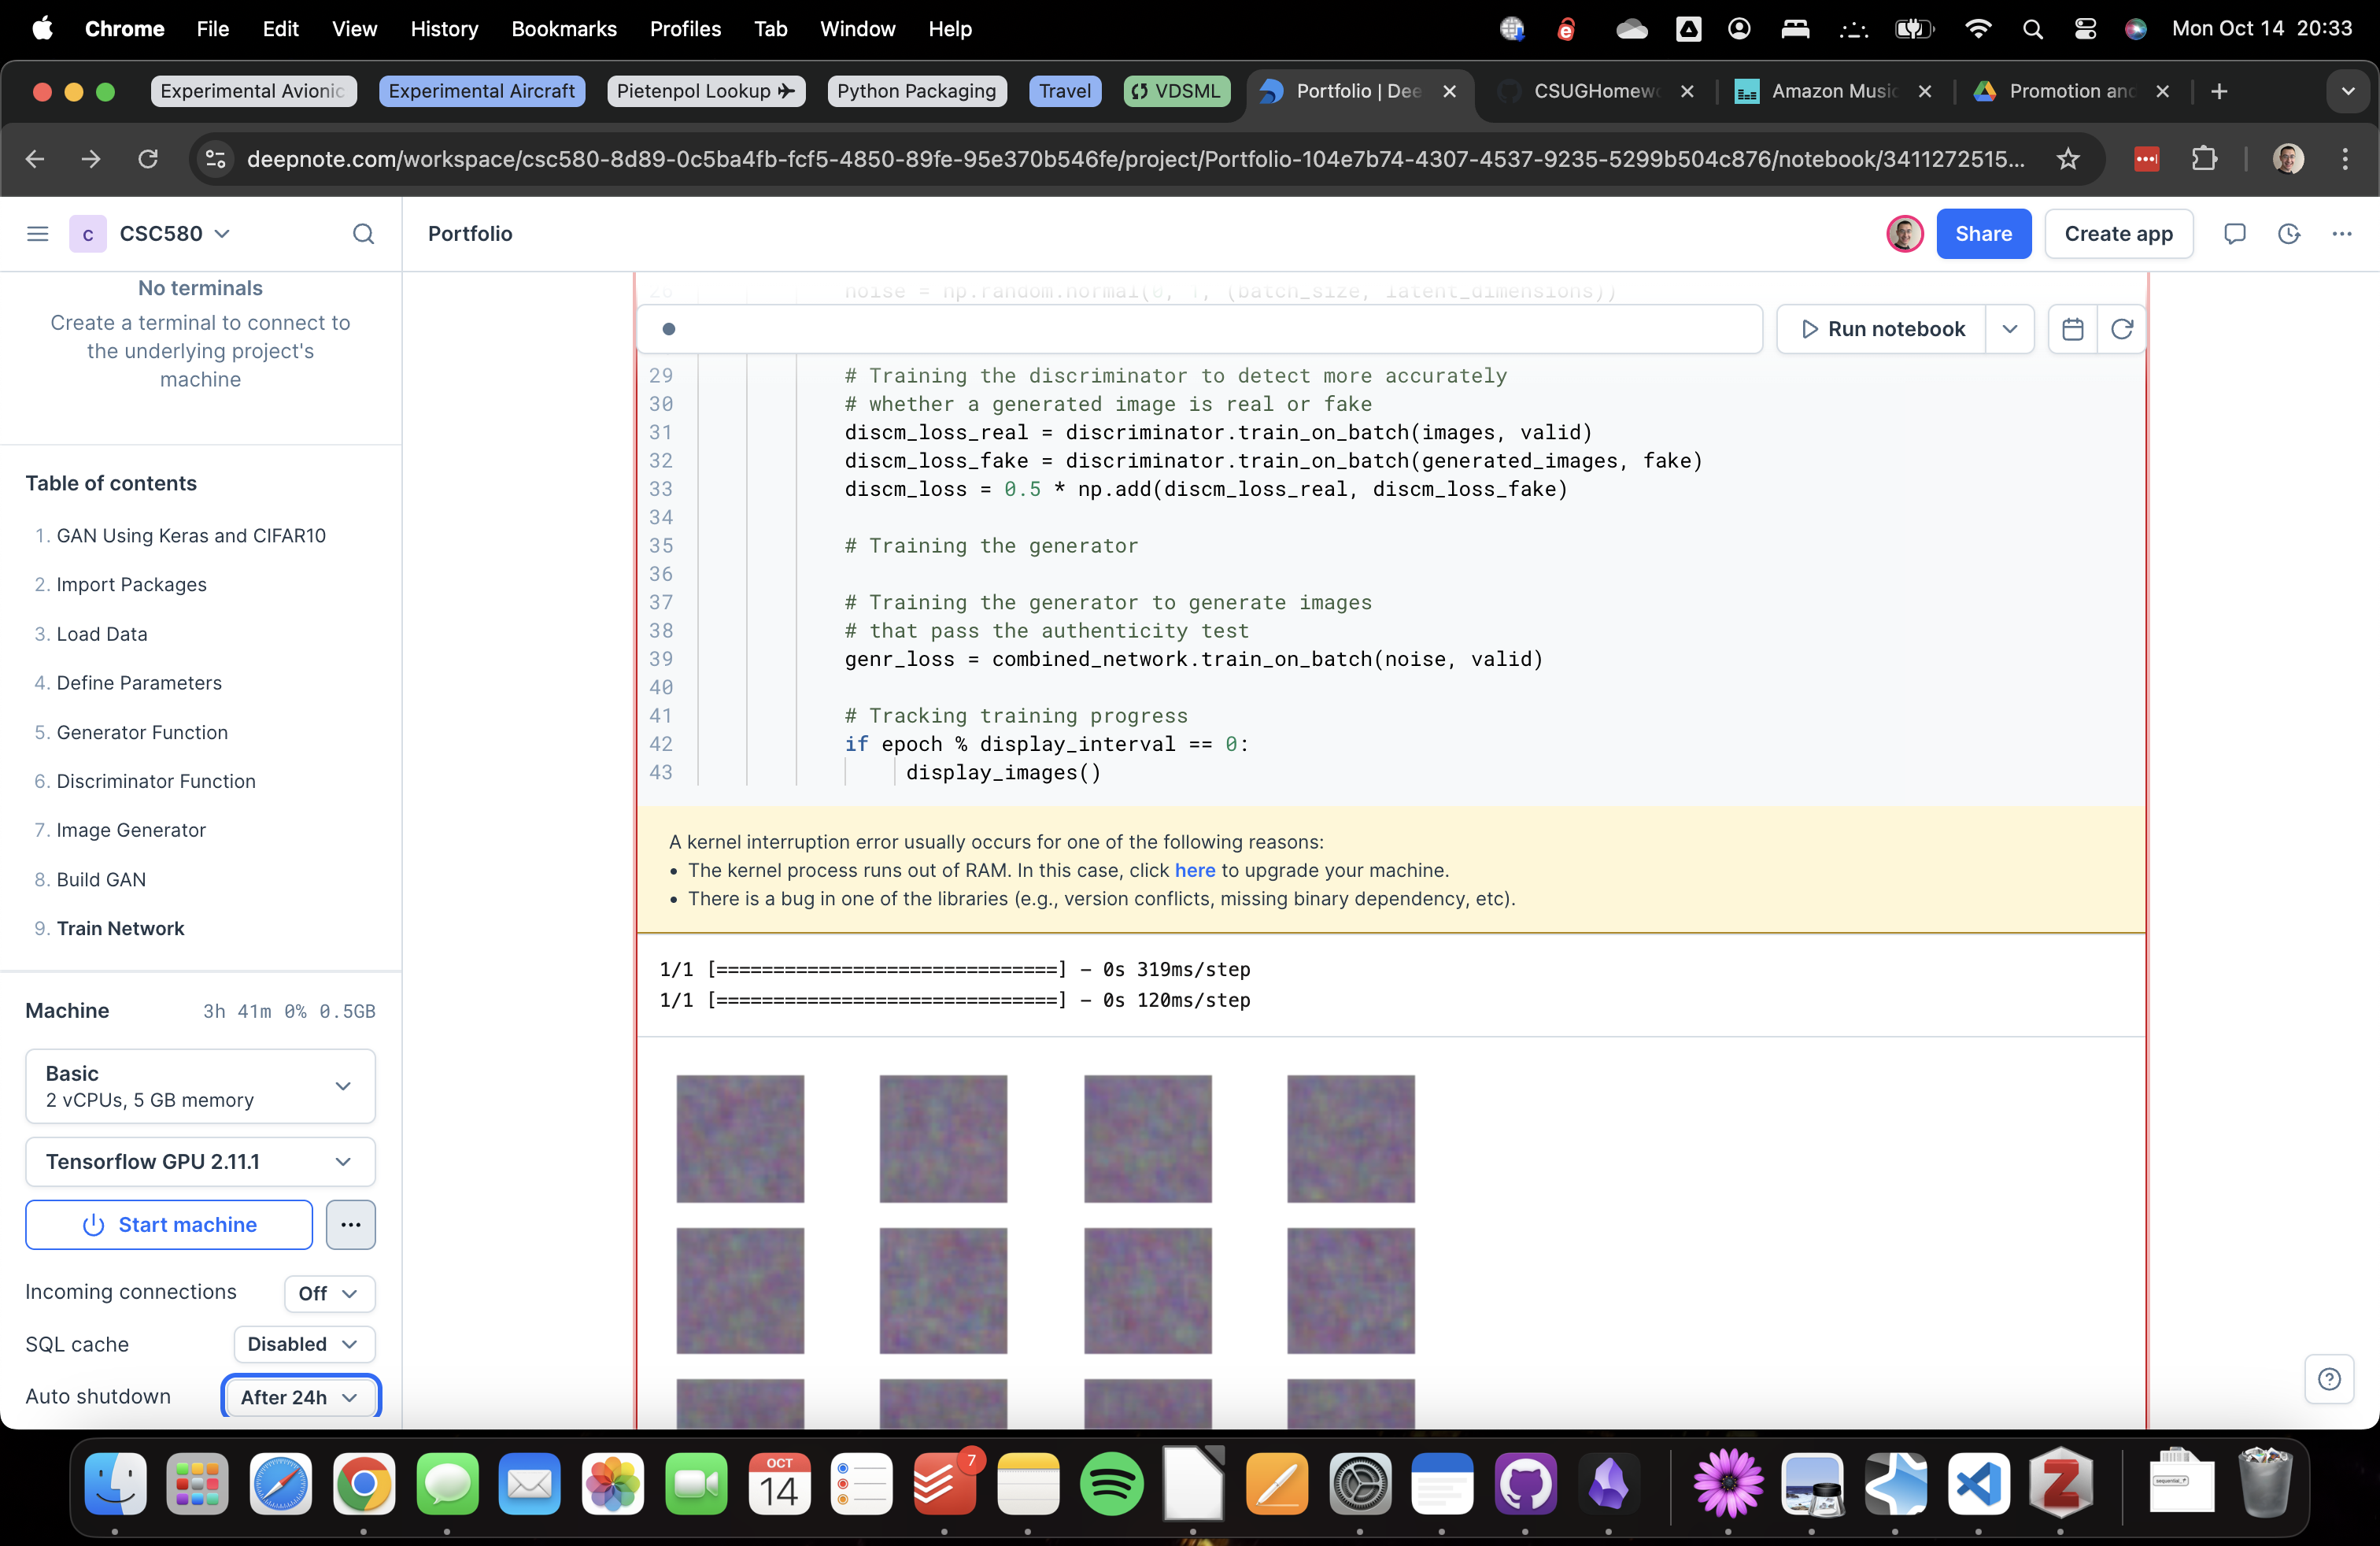 Chrome File Edit View History Bookmarks Profiles Tab Window Help Mon Oct 14 20:33
Experimental Avionic Experimental Aircraft Pietenpol Lookup Python Packaging Travel VDSML Portfolio | Dee CSUGHomew Amazon Musi Promotion an
deepnote.com/workspace/csc580-8d89-0c5ba4fb-fcf5-4850-89fe-95e370b546fe/project/Portfolio-104e7b74-4307-4537-9235-5299b504c876/notebook/3411272515...
C CSC580
Portfolio
Share
Create app
No terminals
Create a terminal to connect to
the underlying project's
machine
Table of contents
1. GAN Using Keras and CIFAR10
2. Import Packages
3. Load Data
4. Define Parameters
5. Generator Function
6. Discriminator Function
7. Image Generator
8. Build GAN
9. Train Network
Machine 3h 41m 0% 0.5GB
Basic
2 vCPUs, 5 GB memory
Tensorflow GPU 2.11.1
Start machine
Incoming connections Off
SQL cache Disabled
Auto shutdown After 24h
28 noise = np.random.normal(0, 1, (batch_size, latent_dimensions))
Run notebook
29 # Training the discriminator to detect more accurately
30 # whether a generated image is real or fake
31 discm_loss_real = discriminator.train_on_batch(images, valid)
32 discm_loss_fake = discriminator.train_on_batch(generated_images, fake)
33 discm_loss = 0.5 * np.add(discm_loss_real, discm_loss_fake)
34
35 # Training the generator
36
37 # Training the generator to generate images
38 # that pass the authenticity test
39 genr_loss = combined_network.train_on_batch(noise, valid)
40
41 # Tracking training progress
42 if epoch % display_interval == 0:
43 display_images()
A kernel interruption error usually occurs for one of the following reasons:
• The kernel process runs out of RAM. In this case, click here to upgrade your machine.
• There is a bug in one of the libraries (e.g., version conflicts, missing binary dependency, etc).
1/1 [==============================] - 0s 319ms/step
1/1 [==============================] - 0s 120ms/step
OCT
14
7